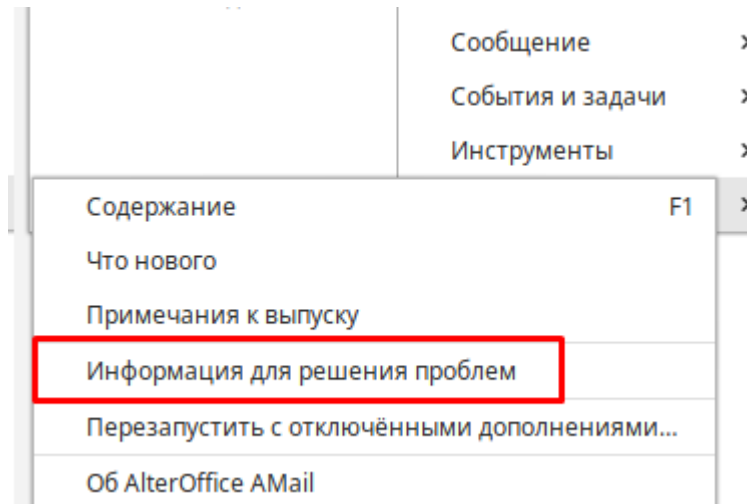 Сообщение
События и задачи
Инструменты
Содержание F1
Что нового
Примечания к выпуску
Информация для решения проблем
Перезапустить с отключёнными дополнениями...
Об AlterOffice AMail